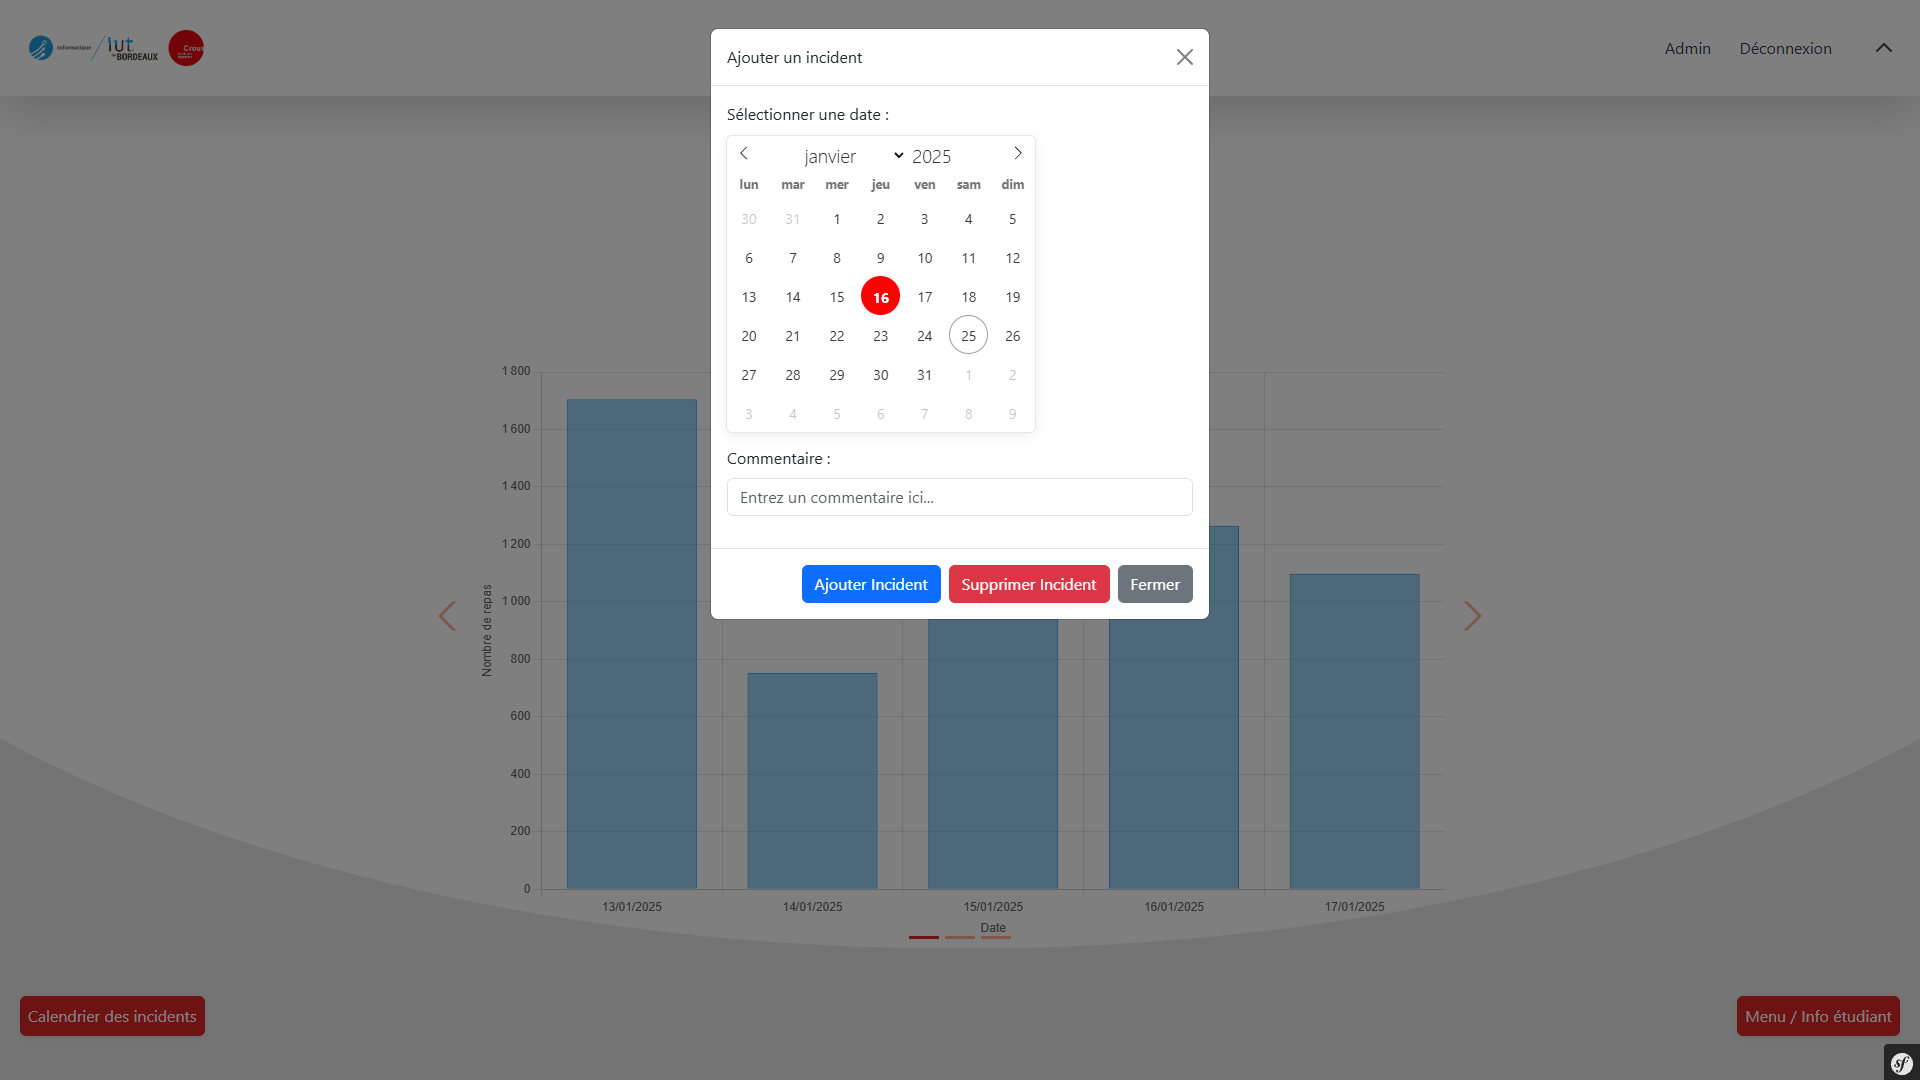 informatique iut BORDEAUX Crous
Admin Déconnexion
Ajouter un incident
Sélectionner une date :
janvier 2025
lun mar mer jeu ven sam dim
30 31 1 2 3 4 5
6 7 8 9 10 11 12
13 14 15 16 17 18 19
20 21 22 23 24 25 26
27 28 29 30 31 1 2
3 4 5 6 7 8 9
Commentaire :
Entrez un commentaire ici...
Ajouter Incident Supprimer Incident Fermer
Nombre de repas
1 800
1 600
1 400
1 200
1 000
800
600
400
200
0
13/01/2025 14/01/2025 15/01/2025 16/01/2025 17/01/2025
Date
Calendrier des incidents Menu / Info étudiant
sf